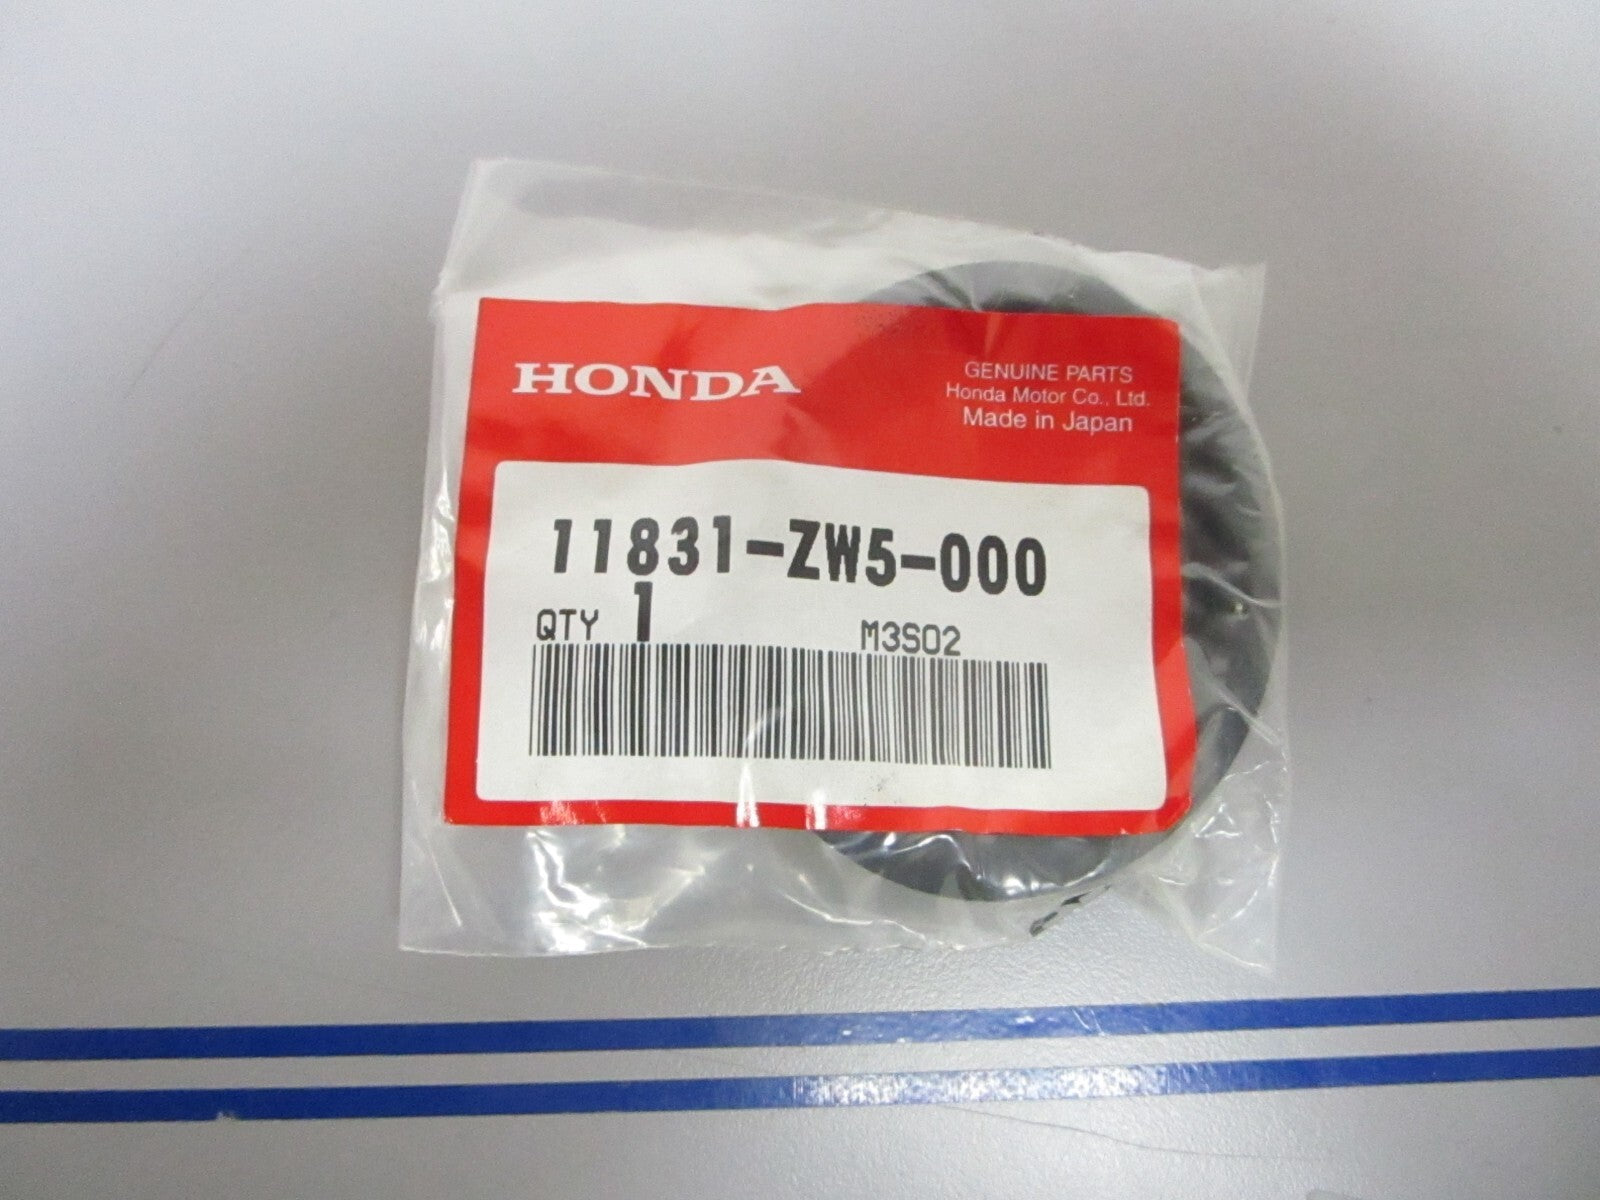 HONDA
GENUINE PARTS
Honda Motor Co., Ltd.
Made in Japan
11831-ZW5-000
QTY 1 M3S02